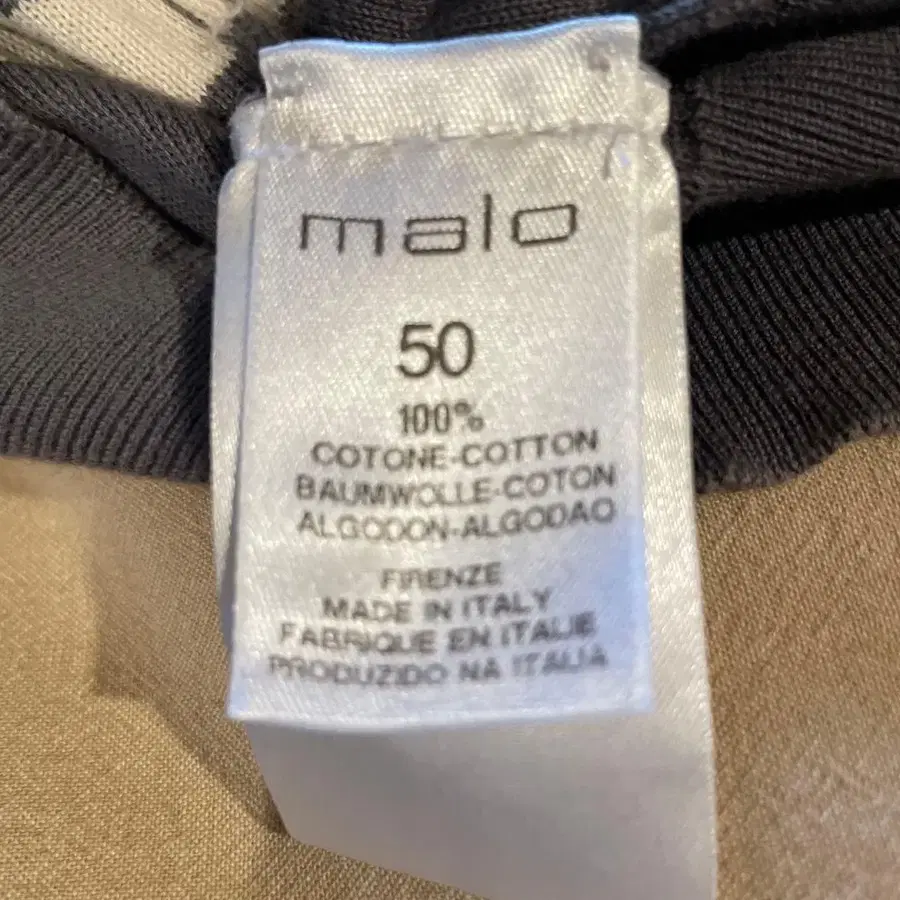 malo
50
100%
COTONE-COTTON
BAUMWOLLE-COTON
ALGODON-ALGODAO
FIRENZE
MADE IN ITALY
FABRIQUE EN ITALIE
PRODUZIDO NA ITALIA